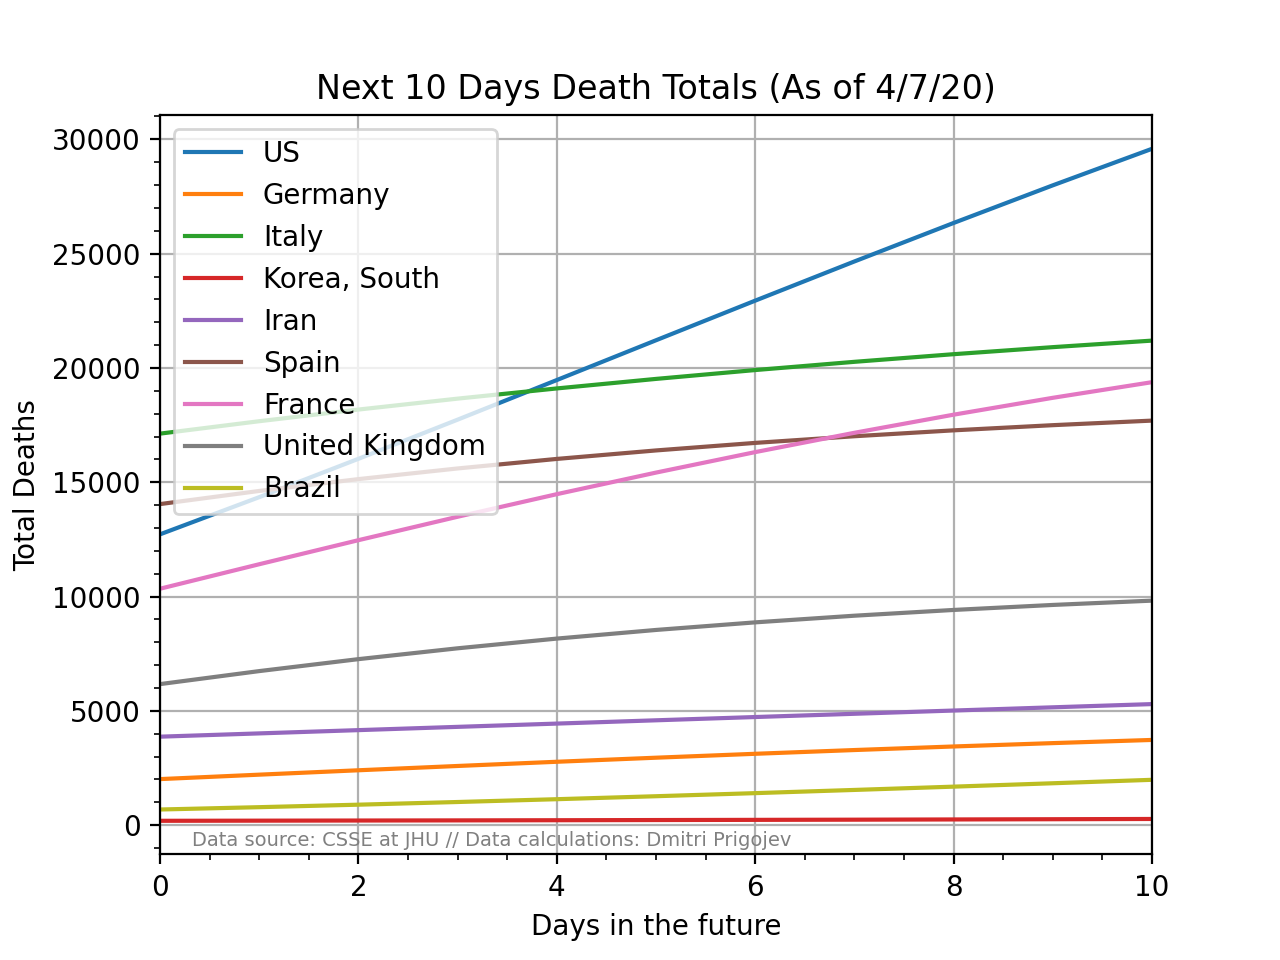 Next 10 Days Death Totals (As of 4/7/20)
30000
25000
20000
15000
10000
5000
0
Total Deaths
US
Germany
Italy
Korea, South
Iran
Spain
France
United Kingdom
Brazil
Data source: CSSE at JHU // Data calculations: Dmitri Prigojev
0 2 4 6 8 10
Days in the future